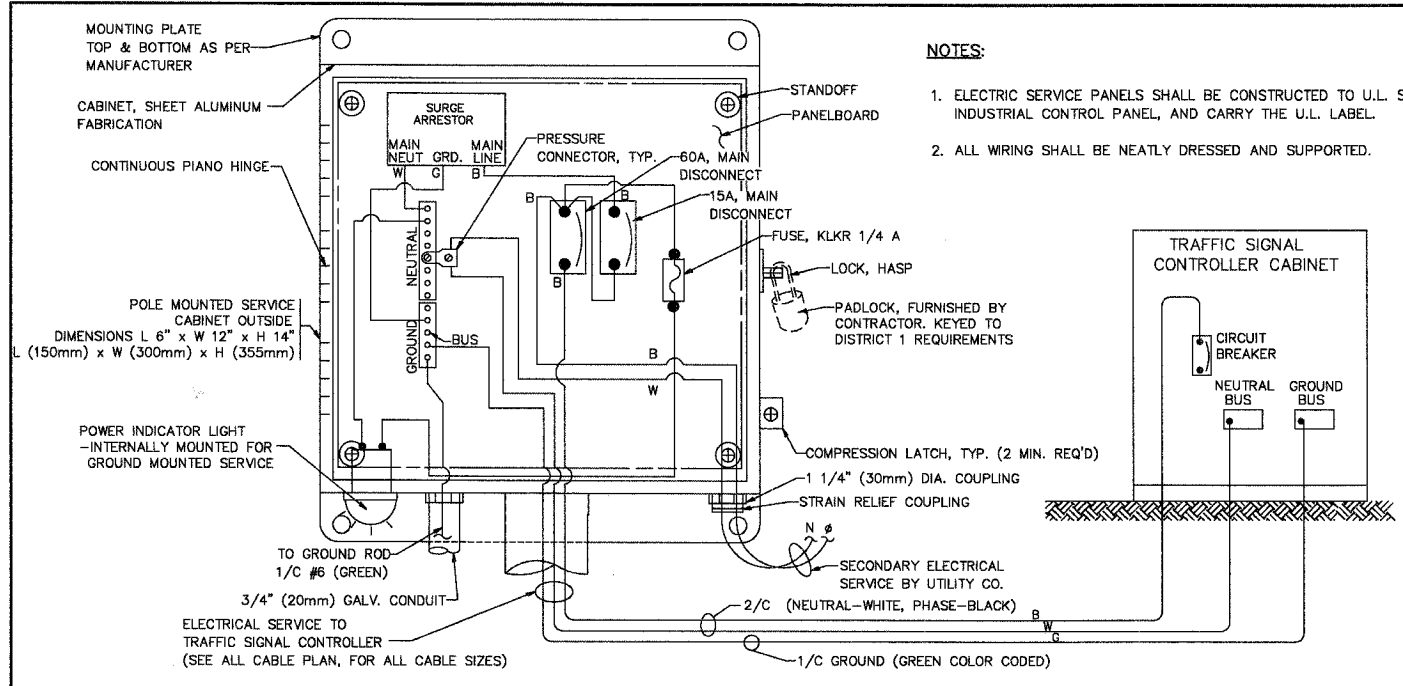 MOUNTING PLATE
TOP & BOTTOM AS PER
MANUFACTURER
CABINET, SHEET ALUMINUM
FABRICATION
CONTINUOUS PIANO HINGE
POLE MOUNTED SERVICE
CABINET OUTSIDE
DIMENSIONS L 6" x W 12" x H 14"
L (150mm) x W (300mm) x H (355mm)
POWER INDICATOR LIGHT
-INTERNALLY MOUNTED FOR
GROUND MOUNTED SERVICE
SURGE
ARRESTOR
MAIN
NEUT
GRD.
MAIN
LINE
W
G
B
NEUTRAL
GROUND
BUS
PRESSURE
CONNECTOR, TYP.
STANDOFF
PANELBOARD
60A, MAIN
DISCONNECT
15A, MAIN
DISCONNECT
FUSE, KLKR 1/4 A
B
B
B
B
W
LOCK, HASP
PADLOCK, FURNISHED BY
CONTRACTOR. KEYED TO
DISTRICT 1 REQUIREMENTS
COMPRESSION LATCH, TYP. (2 MIN. REQ'D)
1 1/4" (30mm) DIA. COUPLING
STRAIN RELIEF COUPLING
N ø
SECONDARY ELECTRICAL
SERVICE BY UTILITY CO.
TO GROUND ROD
1/C #6 (GREEN)
3/4" (20mm) GALV. CONDUIT
ELECTRICAL SERVICE TO
TRAFFIC SIGNAL CONTROLLER
(SEE ALL CABLE PLAN, FOR ALL CABLE SIZES)
2/C (NEUTRAL-WHITE, PHASE-BLACK)
B
W
G
1/C GROUND (GREEN COLOR CODED)
NOTES:
1. ELECTRIC SERVICE PANELS SHALL BE CONSTRUCTED TO U.L.
INDUSTRIAL CONTROL PANEL, AND CARRY THE U.L. LABEL.
2. ALL WIRING SHALL BE NEATLY DRESSED AND SUPPORTED.
TRAFFIC SIGNAL
CONTROLLER CABINET
CIRCUIT
BREAKER
NEUTRAL
BUS
GROUND
BUS